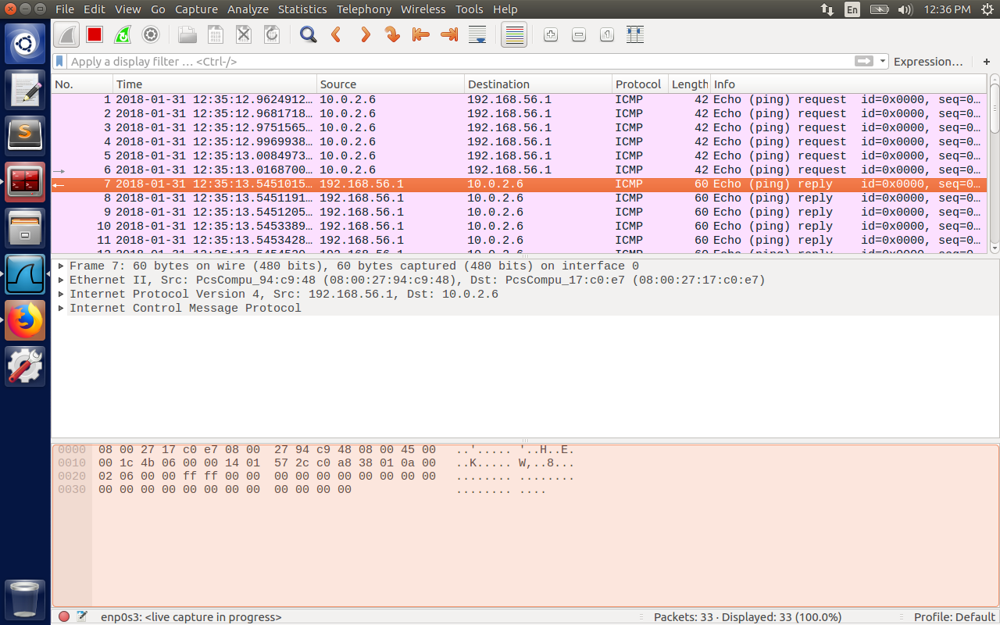 File Edit View Go Capture Analyze Statistics Telephony Wireless Tools Help En 12:36 PM
Apply a display filter … <Ctrl-/> Expression… +
No. Time Source Destination Protocol Length Info
1 2018-01-31 12:35:12.9624912… 10.0.2.6 192.168.56.1 ICMP 42 Echo (ping) request id=0x0000, seq=0…
2 2018-01-31 12:35:12.9681718… 10.0.2.6 192.168.56.1 ICMP 42 Echo (ping) request id=0x0000, seq=0…
3 2018-01-31 12:35:12.9751565… 10.0.2.6 192.168.56.1 ICMP 42 Echo (ping) request id=0x0000, seq=0…
4 2018-01-31 12:35:12.9969938… 10.0.2.6 192.168.56.1 ICMP 42 Echo (ping) request id=0x0000, seq=0…
5 2018-01-31 12:35:13.0084973… 10.0.2.6 192.168.56.1 ICMP 42 Echo (ping) request id=0x0000, seq=0…
6 2018-01-31 12:35:13.0168700… 10.0.2.6 192.168.56.1 ICMP 42 Echo (ping) request id=0x0000, seq=0…
7 2018-01-31 12:35:13.5451015… 192.168.56.1 10.0.2.6 ICMP 60 Echo (ping) reply id=0x0000, seq=0…
8 2018-01-31 12:35:13.5451191… 192.168.56.1 10.0.2.6 ICMP 60 Echo (ping) reply id=0x0000, seq=0…
9 2018-01-31 12:35:13.5451205… 192.168.56.1 10.0.2.6 ICMP 60 Echo (ping) reply id=0x0000, seq=0…
10 2018-01-31 12:35:13.5453389… 192.168.56.1 10.0.2.6 ICMP 60 Echo (ping) reply id=0x0000, seq=0…
11 2018-01-31 12:35:13.5453428… 192.168.56.1 10.0.2.6 ICMP 60 Echo (ping) reply id=0x0000, seq=0…
Frame 7: 60 bytes on wire (480 bits), 60 bytes captured (480 bits) on interface 0
Ethernet II, Src: PcsCompu_94:c9:48 (08:00:27:94:c9:48), Dst: PcsCompu_17:c0:e7 (08:00:27:17:c0:e7)
Internet Protocol Version 4, Src: 192.168.56.1, Dst: 10.0.2.6
Internet Control Message Protocol
0000 08 00 27 17 c0 e7 08 00 27 94 c9 48 08 00 45 00 ..'..... '..H..E.
0010 00 1c 4b 06 00 00 14 01 57 2c c0 a8 38 01 0a 00 ..K..... W,..8...
0020 02 06 00 00 ff ff 00 00 00 00 00 00 00 00 00 00 ........ ........
0030 00 00 00 00 00 00 00 00 00 00 00 00 ........ ....
enp0s3: <live capture in progress> Packets: 33 · Displayed: 33 (100.0%) Profile: Default